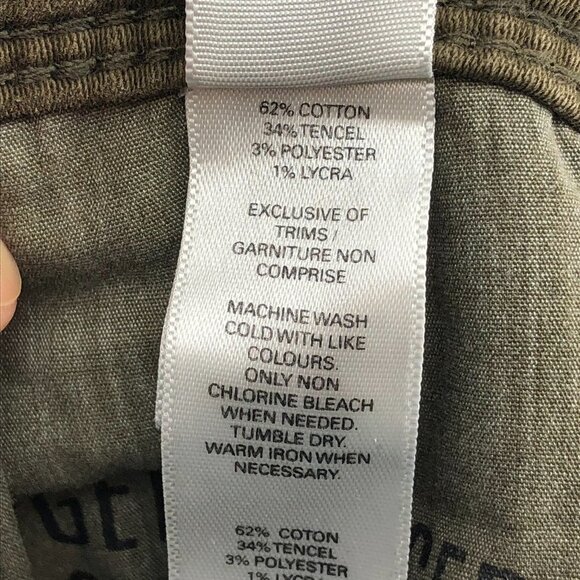 62% COTTON
34% TENCEL
3% POLYESTER
1% LYCRA
EXCLUSIVE OF
TRIMS /
GARNITURE NON
COMPRISE
MACHINE WASH
COLD WITH LIKE
COLOURS.
ONLY NON
CHLORINE BLEACH
WHEN NEEDED.
TUMBLE DRY.
WARM IRON WHEN
NECESSARY.
62% COTON
34% TENCEL
3% POLYESTER
1% LYCRA